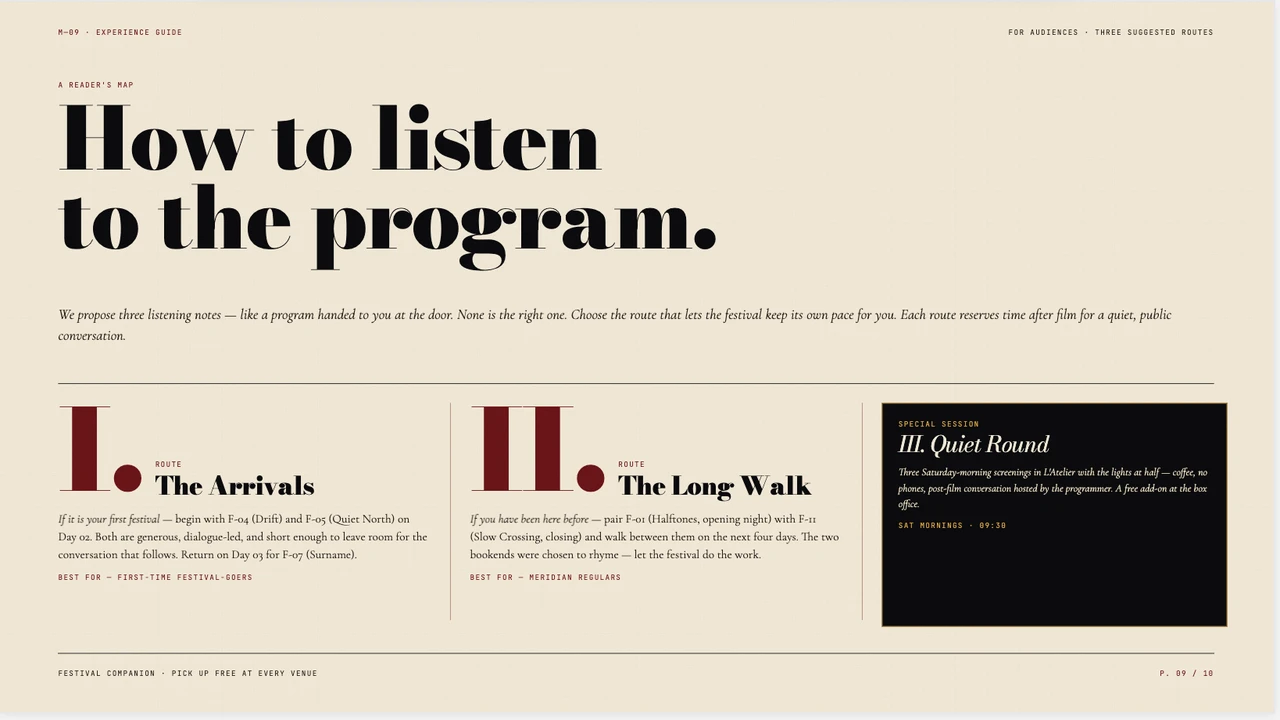 M—09 · EXPERIENCE GUIDE
FOR AUDIENCES · THREE SUGGESTED ROUTES
A READER'S MAP
How to listen
to the program.
We propose three listening notes — like a program handed to you at the door. None is the right one. Choose the route that lets the festival keep its own pace for you. Each route reserves time after film for a quiet, public
conversation.
I.
ROUTE
The Arrivals
If it is your first festival — begin with F-04 (Drift) and F-05 (Quiet North) on
Day 02. Both are generous, dialogue-led, and short enough to leave room for the
conversation that follows. Return on Day 03 for F-07 (Surname).
BEST FOR — FIRST-TIME FESTIVAL-GOERS
II.
ROUTE
The Long Walk
If you have been here before — pair F-01 (Halftones, opening night) with F-11
(Slow Crossing, closing) and walk between them on the next four days. The two
bookends were chosen to rhyme — let the festival do the work.
BEST FOR — MERIDIAN REGULARS
SPECIAL SESSION
III. Quiet Round
Three Saturday-morning screenings in L'Atelier with the lights at half — coffee, no
phones, post-film conversation hosted by the programmer. A free add-on at the box
office.
SAT MORNINGS · 09:30
FESTIVAL COMPANION · PICK UP FREE AT EVERY VENUE
P. 09 / 10